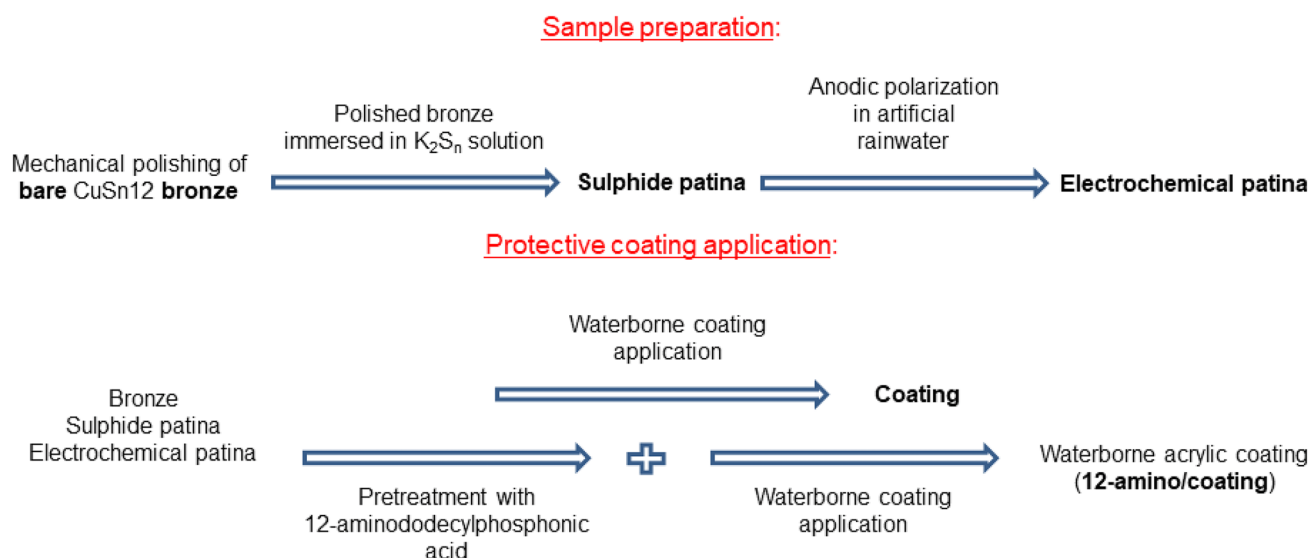 Sample preparation:
Mechanical polishing of
bare CuSn12 bronze
Polished bronze
immersed in K₂Sₙ solution
Sulphide patina
Anodic polarization
in artificial
rainwater
Electrochemical patina
Protective coating application:
Bronze
Sulphide patina
Electrochemical patina
Waterborne coating
application
Coating
Pretreatment with
12-aminododecylphosphonic
acid
Waterborne coating
application
Waterborne acrylic coating
(12-amino/coating)